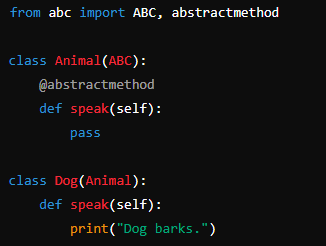 from abc import ABC, abstractmethod
class Animal(ABC):
    @abstractmethod
    def speak(self):
        pass
class Dog(Animal):
    def speak(self):
        print("Dog barks.")